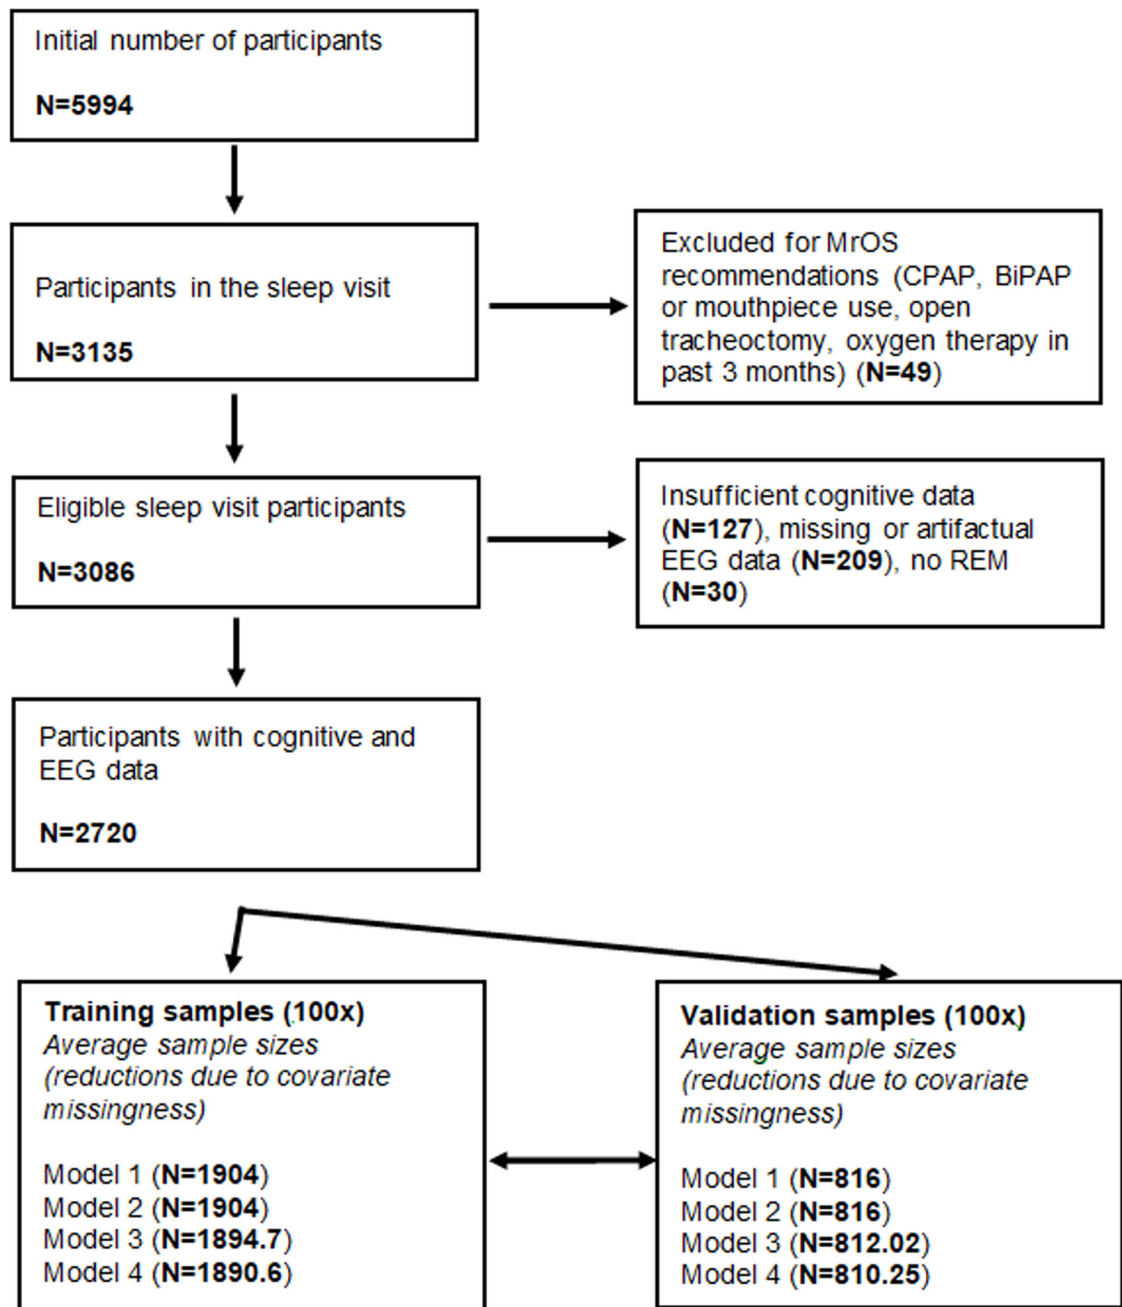 Initial number of participants
N=5994
Participants in the sleep visit
N=3135
Excluded for MrOS
recommendations (CPAP, BiPAP
or mouthpiece use, open
tracheoctomy, oxygen therapy in
past 3 months) (N=49)
Eligible sleep visit participants
N=3086
Insufficient cognitive data
(N=127), missing or artifactual
EEG data (N=209), no REM
(N=30)
Participants with cognitive and
EEG data
N=2720
Training samples (100x)
Average sample sizes
(reductions due to covariate
missingness)
Model 1 (N=1904)
Model 2 (N=1904)
Model 3 (N=1894.7)
Model 4 (N=1890.6)
Validation samples (100x)
Average sample sizes
(reductions due to covariate
missingness)
Model 1 (N=816)
Model 2 (N=816)
Model 3 (N=812.02)
Model 4 (N=810.25)